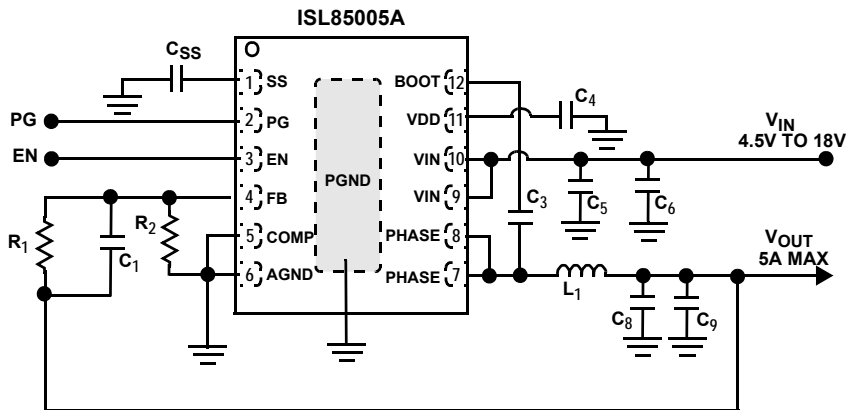 ISL85005A
CSS
1 SS
BOOT 12
C4
PG
2 PG
VDD 11
VIN
4.5V TO 18V
EN
3 EN
VIN 10
PGND
4 FB
VIN 9
C3
C5
C6
R1
C1
R2
5 COMP
PHASE 8
VOUT
5A MAX
6 AGND
PHASE 7
L1
C8
C9